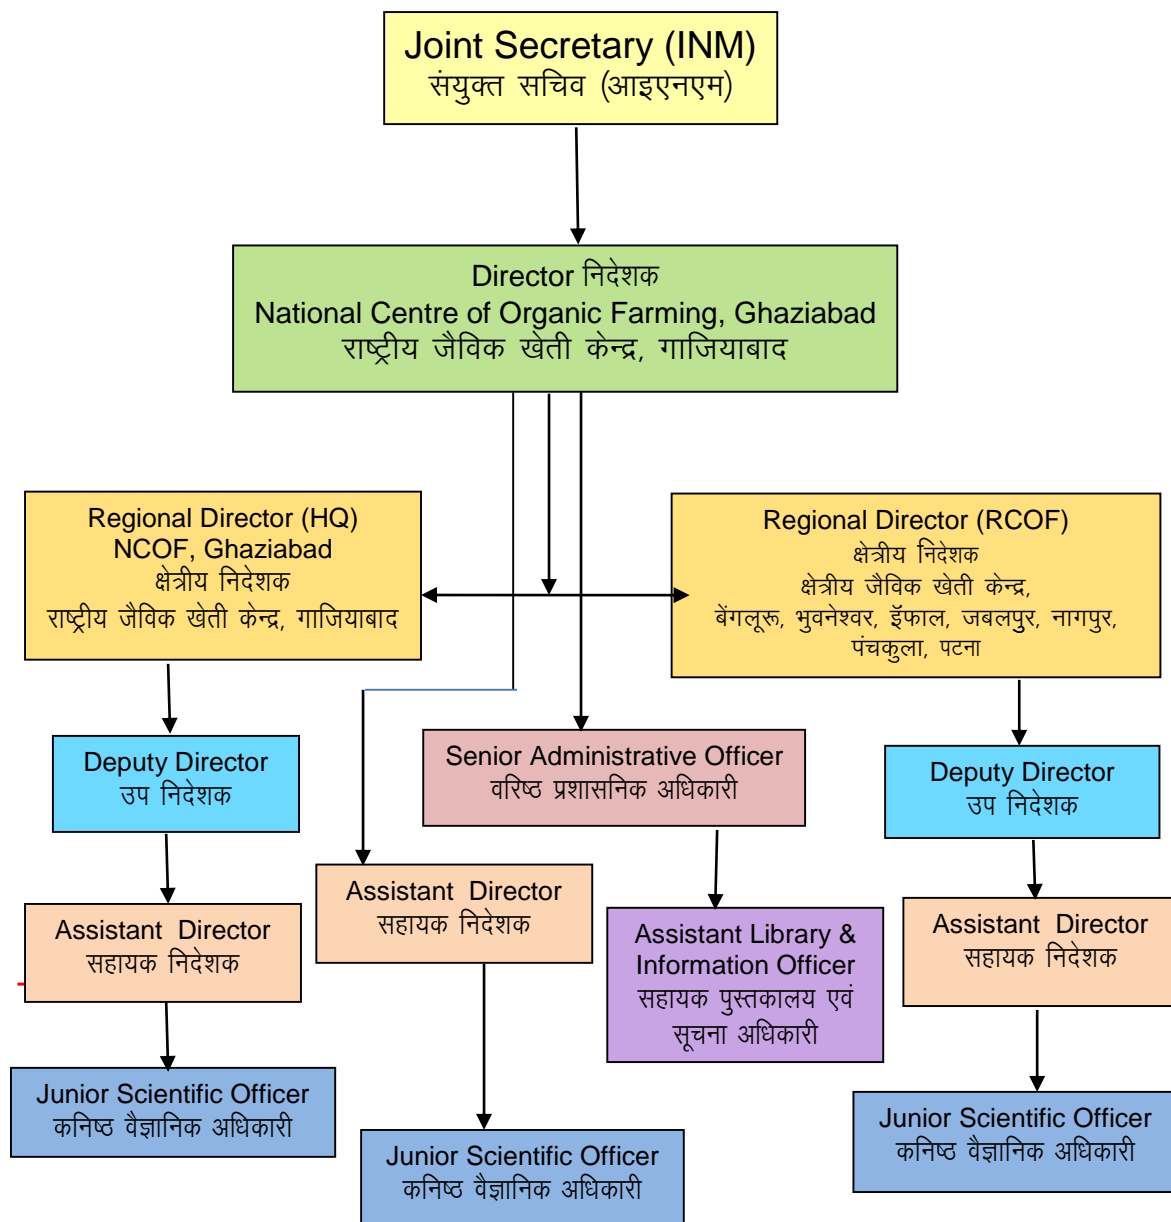 Joint Secretary (INM)
संयुक्त सचिव (आइएनएम)
Director निदेशक
National Centre of Organic Farming, Ghaziabad
राष्ट्रीय जैविक खेती केन्द्र, गाजियाबाद
Regional Director (HQ)
NCOF, Ghaziabad
क्षेत्रीय निदेशक
राष्ट्रीय जैविक खेती केन्द्र, गाजियाबाद
Regional Director (RCOF)
क्षेत्रीय निदेशक
क्षेत्रीय जैविक खेती केन्द्र,
बेंगलूरू, भुवनेश्वर, इॅंफाल, जबलपुर, नागपुर,
पंचकुला, पटना
Deputy Director
उप निदेशक
Senior Administrative Officer
वरिष्ठ प्रशासनिक अधिकारी
Deputy Director
उप निदेशक
Assistant Director
सहायक निदेशक
Assistant Director
सहायक निदेशक
Assistant Library &
Information Officer
सहायक पुस्तकालय एवं
सूचना अधिकारी
Assistant Director
सहायक निदेशक
Junior Scientific Officer
कनिष्ठ वैज्ञानिक अधिकारी
Junior Scientific Officer
कनिष्ठ वैज्ञानिक अधिकारी
Junior Scientific Officer
कनिष्ठ वैज्ञानिक अधिकारी